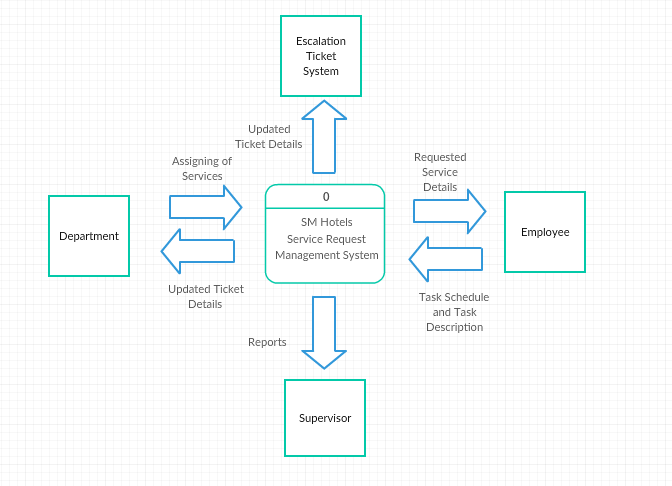 Escalation
Ticket
System
Updated
Ticket Details
Assigning of
Services
Requested
Service
Details
0
SM Hotels
Service Request
Management System
Department
Employee
Updated Ticket
Details
Task Schedule
and Task
Description
Reports
Supervisor